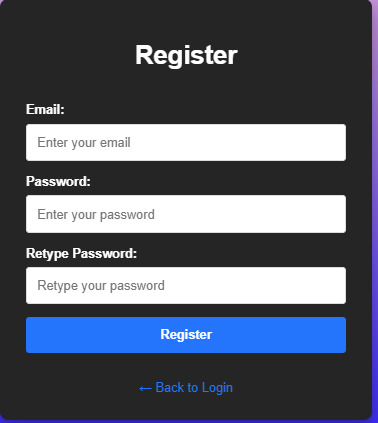 Register
Email:
Enter your email
Password:
Enter your password
Retype Password:
Retype your password
Register
← Back to Login